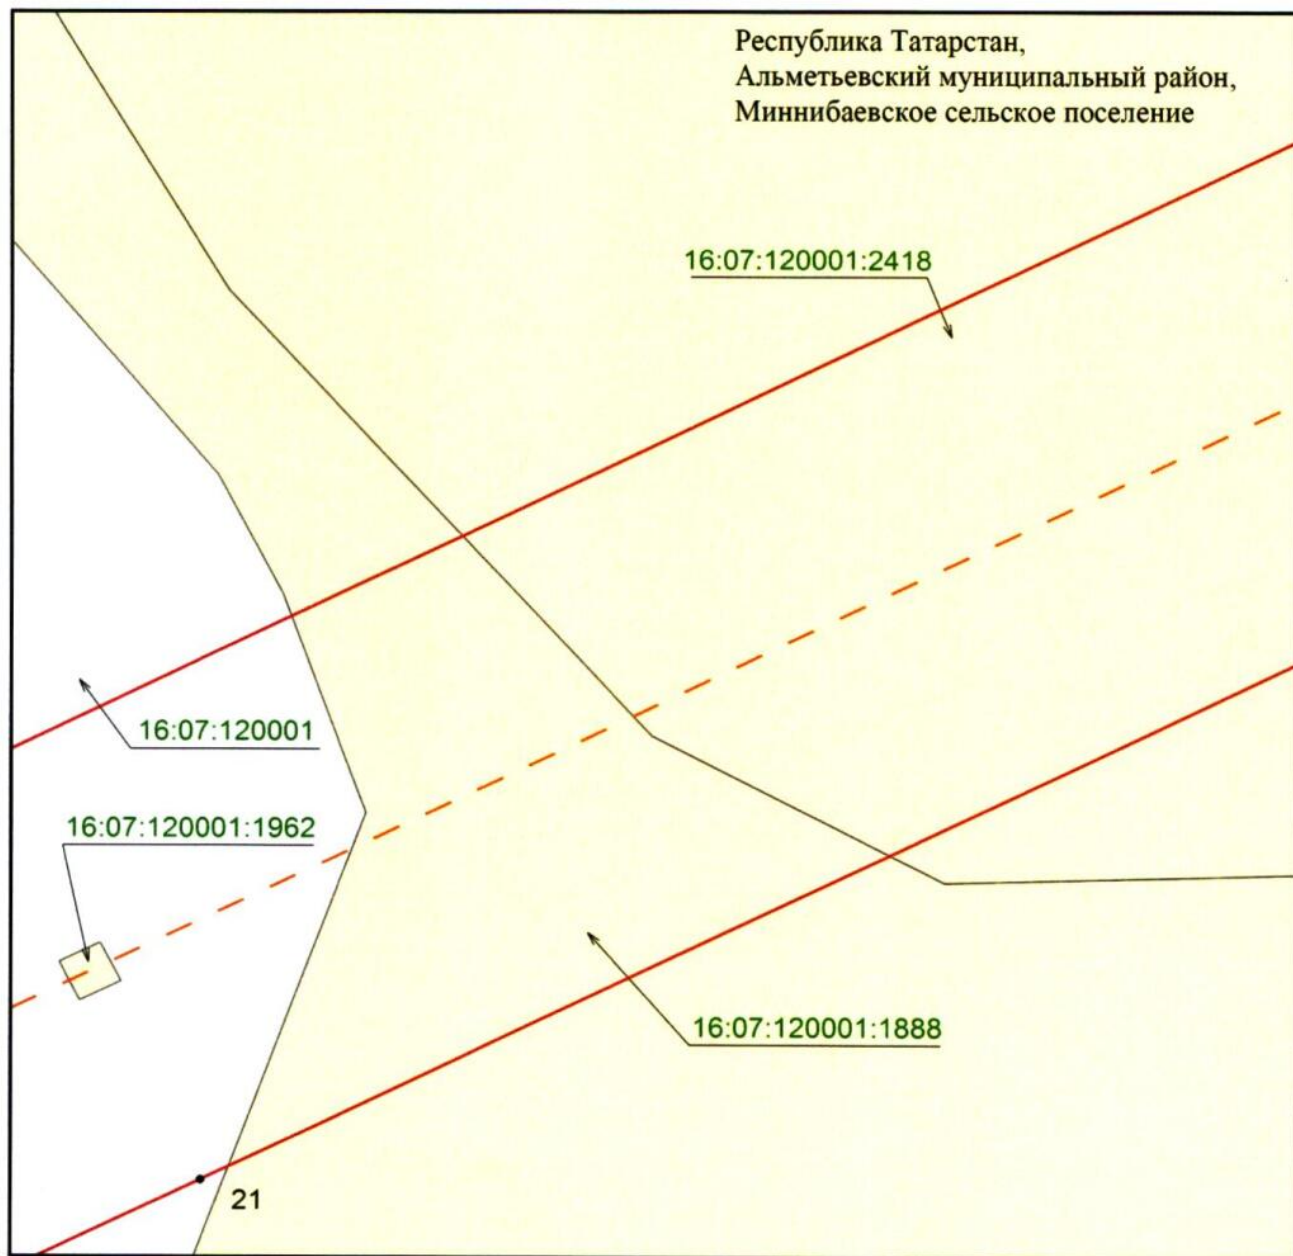 Республика Татарстан,
Альметьевский муниципальный район,
Миннибаевское сельское поселение
16:07:120001:2418
16:07:120001
16:07:120001:1962
16:07:120001:1888
21